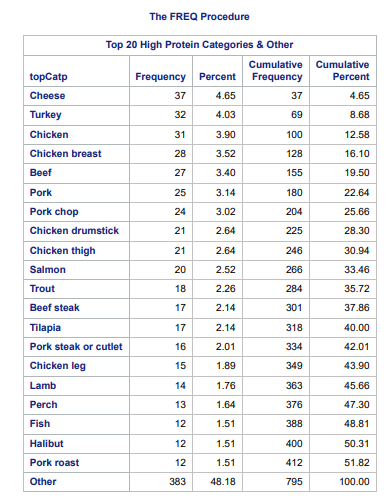 The FREQ Procedure
Top 20 High Protein Categories & Other
topCatp Frequency Percent Cumulative Frequency Cumulative Percent
Cheese 37 4.65 37 4.65
Turkey 32 4.03 69 8.68
Chicken 31 3.90 100 12.58
Chicken breast 28 3.52 128 16.10
Beef 27 3.40 155 19.50
Pork 25 3.14 180 22.64
Pork chop 24 3.02 204 25.66
Chicken drumstick 21 2.64 225 28.30
Chicken thigh 21 2.64 246 30.94
Salmon 20 2.52 266 33.46
Trout 18 2.26 284 35.72
Beef steak 17 2.14 301 37.86
Tilapia 17 2.14 318 40.00
Pork steak or cutlet 16 2.01 334 42.01
Chicken leg 15 1.89 349 43.90
Lamb 14 1.76 363 45.66
Perch 13 1.64 376 47.30
Fish 12 1.51 388 48.81
Halibut 12 1.51 400 50.31
Pork roast 12 1.51 412 51.82
Other 383 48.18 795 100.00